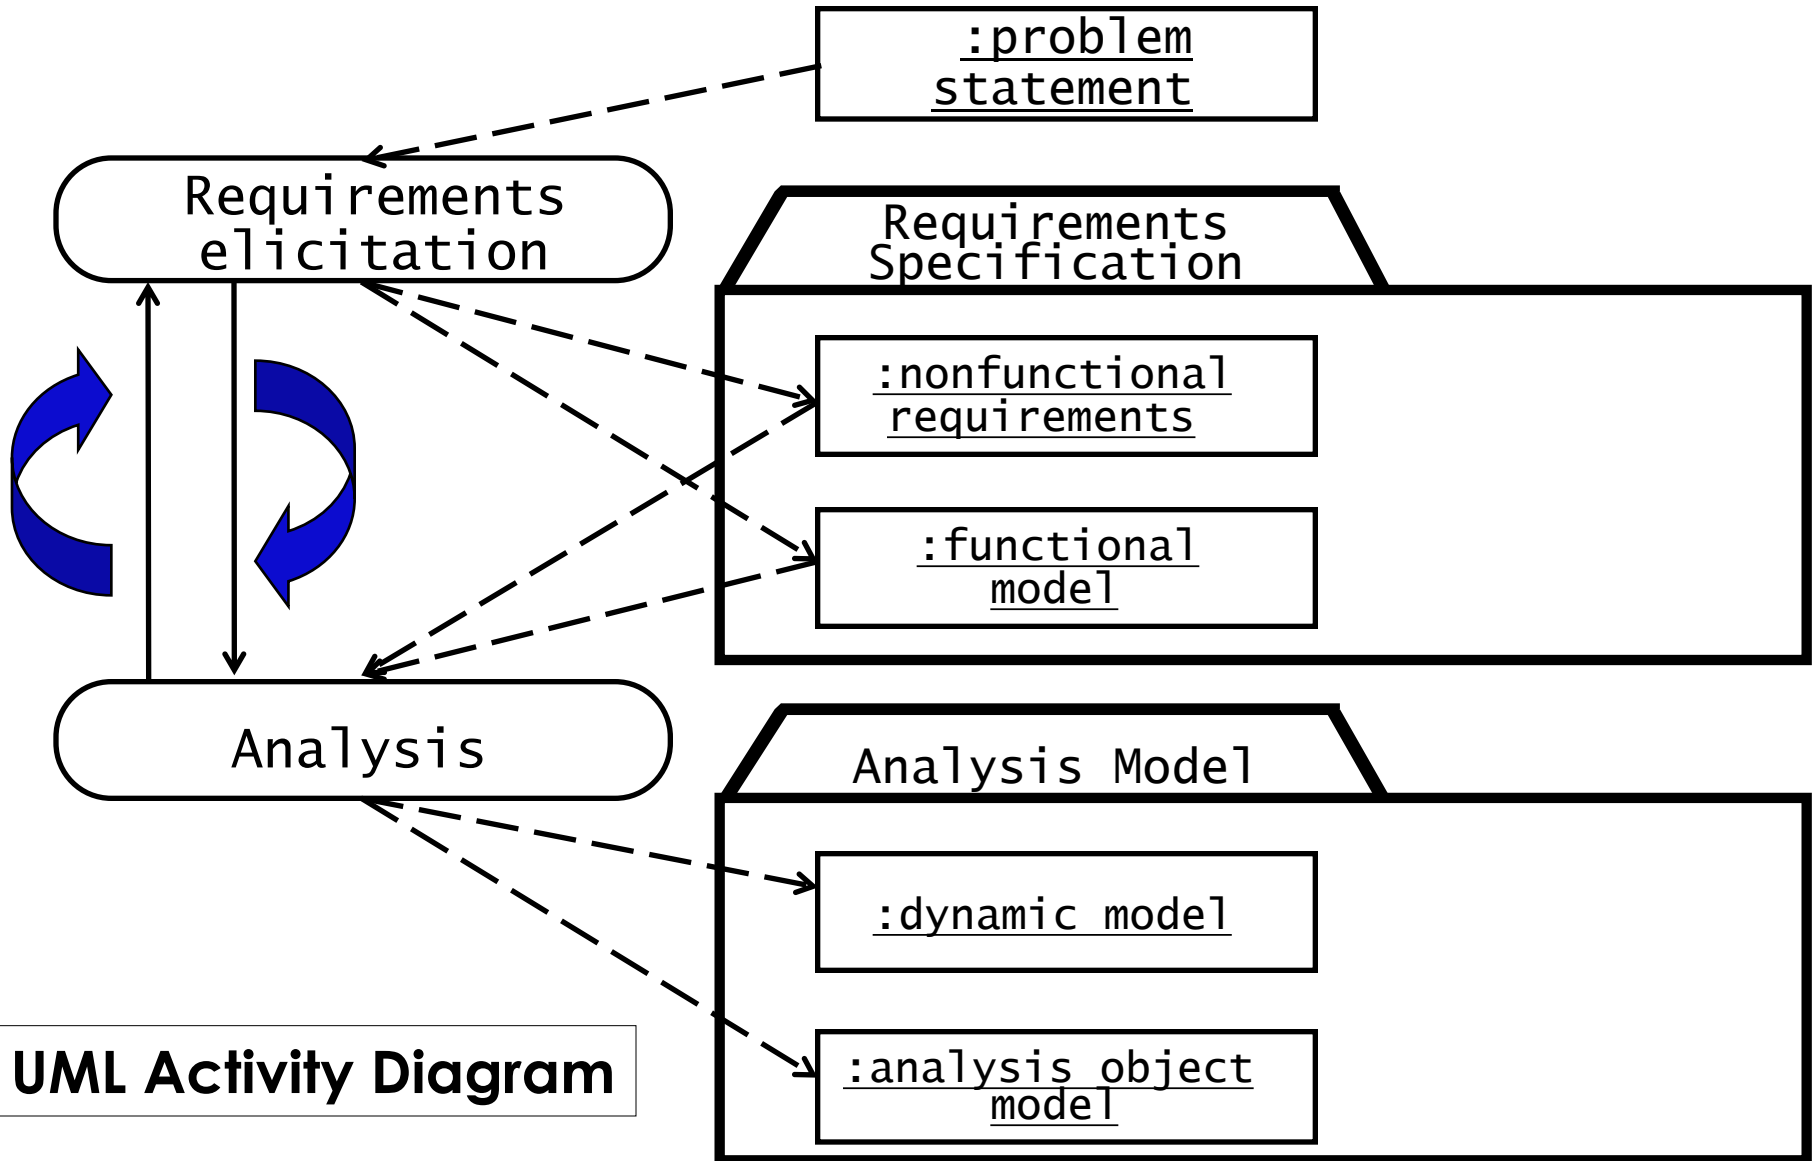 :problem
statement
Requirements
elicitation
Requirements
Specification
:nonfunctional
requirements
:functional
model
Analysis
Analysis Model
:dynamic model
:analysis object
model
UML Activity Diagram